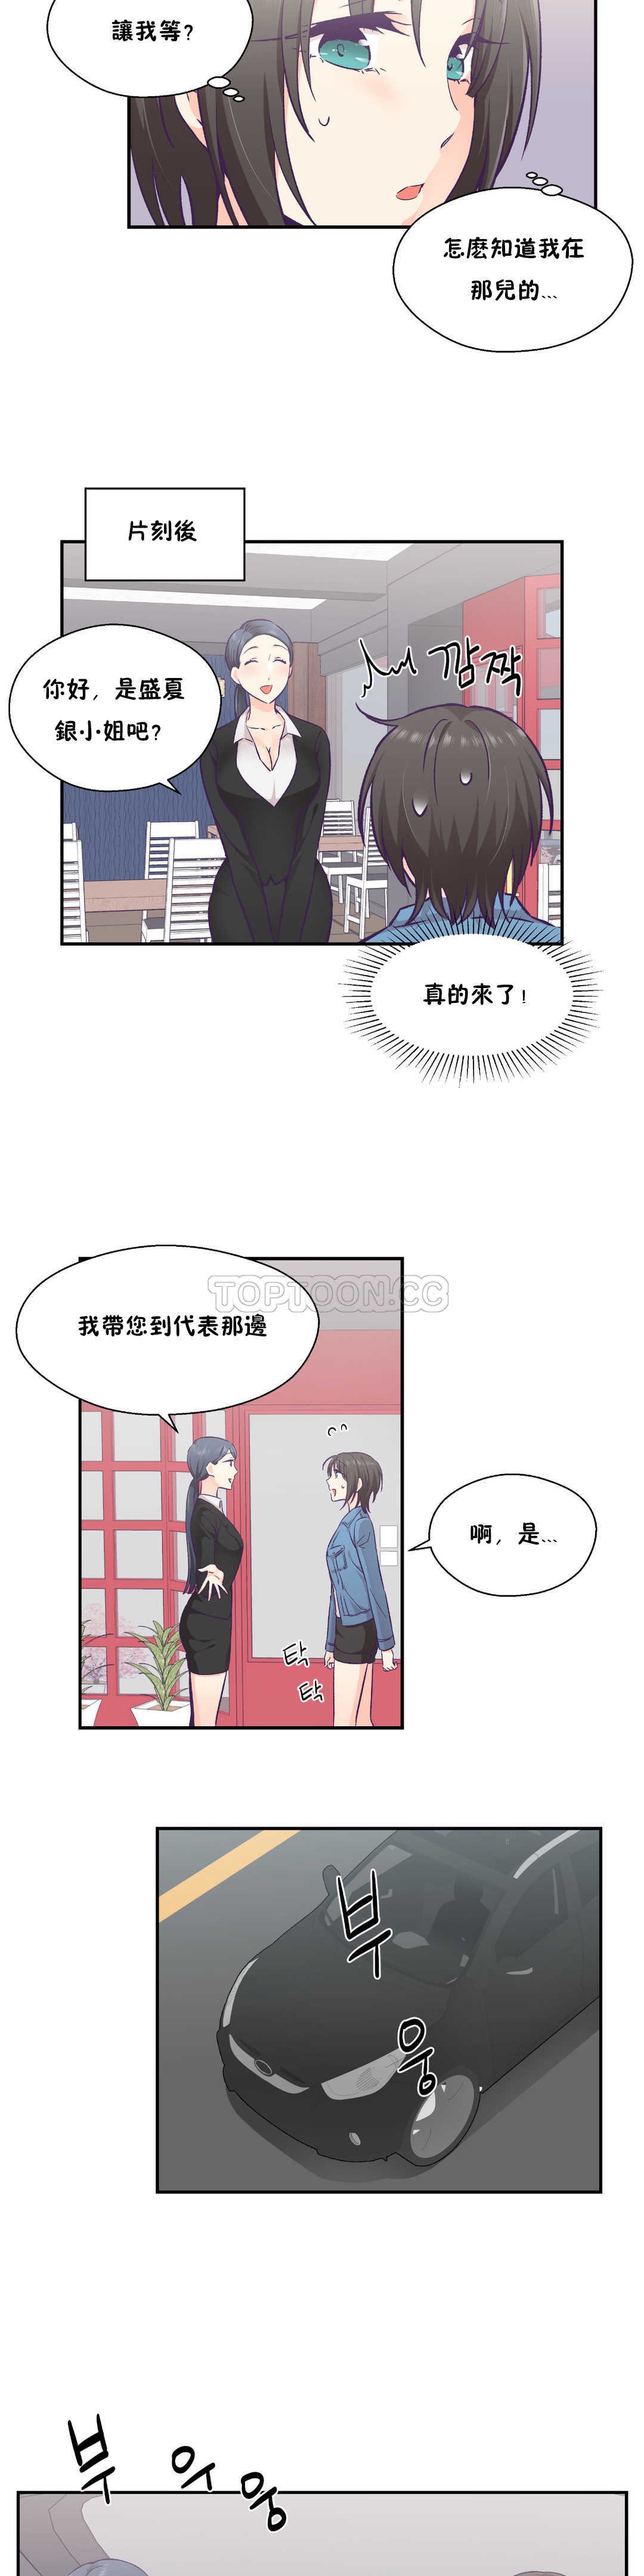 讓我等?
怎麽知道我在
那兒的...
片刻後
你好, 是盛夏
銀小姐吧?
깜짝
真的來了!
TOPTOON.CC
我帶您到代表那邊
啊, 是...
탁
탁
부
웅
부우웅